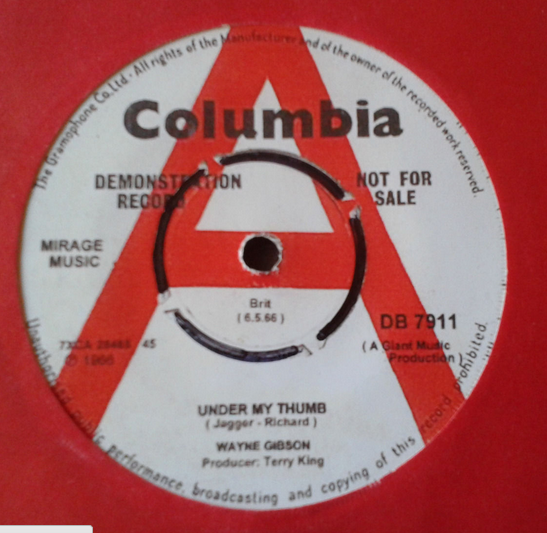 The Gramophone Co. Ltd · All rights of the Manufacturer and of the owner of the recorded work reserved.
Columbia
DEMONSTRATION
RECORD
NOT FOR
SALE
MIRAGE
MUSIC
Brit
( 6.5.66 )
DB 7911
45
( A Giant Music
Production )
℗ 1966
UNDER MY THUMB
( Jagger - Richard )
WAYNE GIBSON
Producer: Terry King
Unauthorised public performance, broadcasting and copying of this record prohibited.